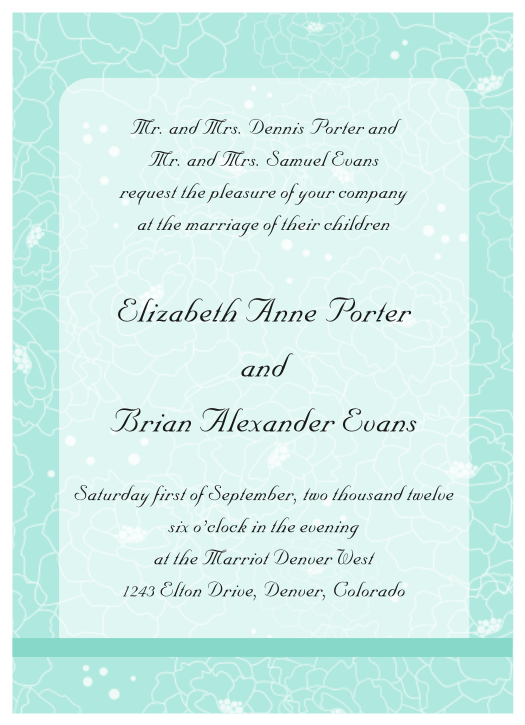 Mr. and Mrs. Dennis Porter and
Mr. and Mrs. Samuel Evans
request the pleasure of your company
at the marriage of their children
Elizabeth Anne Porter
and
Brian Alexander Evans
Saturday first of September, two thousand twelve
six o'clock in the evening
at the Marriot Denver West
1243 Elton Drive, Denver, Colorado